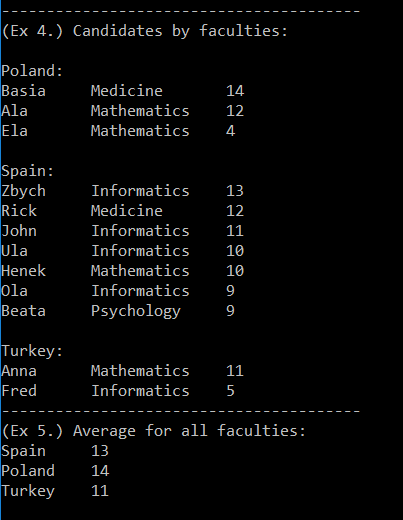 ----------------------------------------
(Ex 4.) Candidates by faculties:
Poland:
Basia     Medicine       14
Ala       Mathematics    12
Ela       Mathematics    4
Spain:
Zbych     Informatics    13
Rick      Medicine       12
John      Informatics    11
Ula       Informatics    10
Henek     Mathematics    10
Ola       Informatics    9
Beata     Psychology     9
Turkey:
Anna      Mathematics    11
Fred      Informatics    5
----------------------------------------
(Ex 5.) Average for all faculties:
Spain     13
Poland    14
Turkey    11